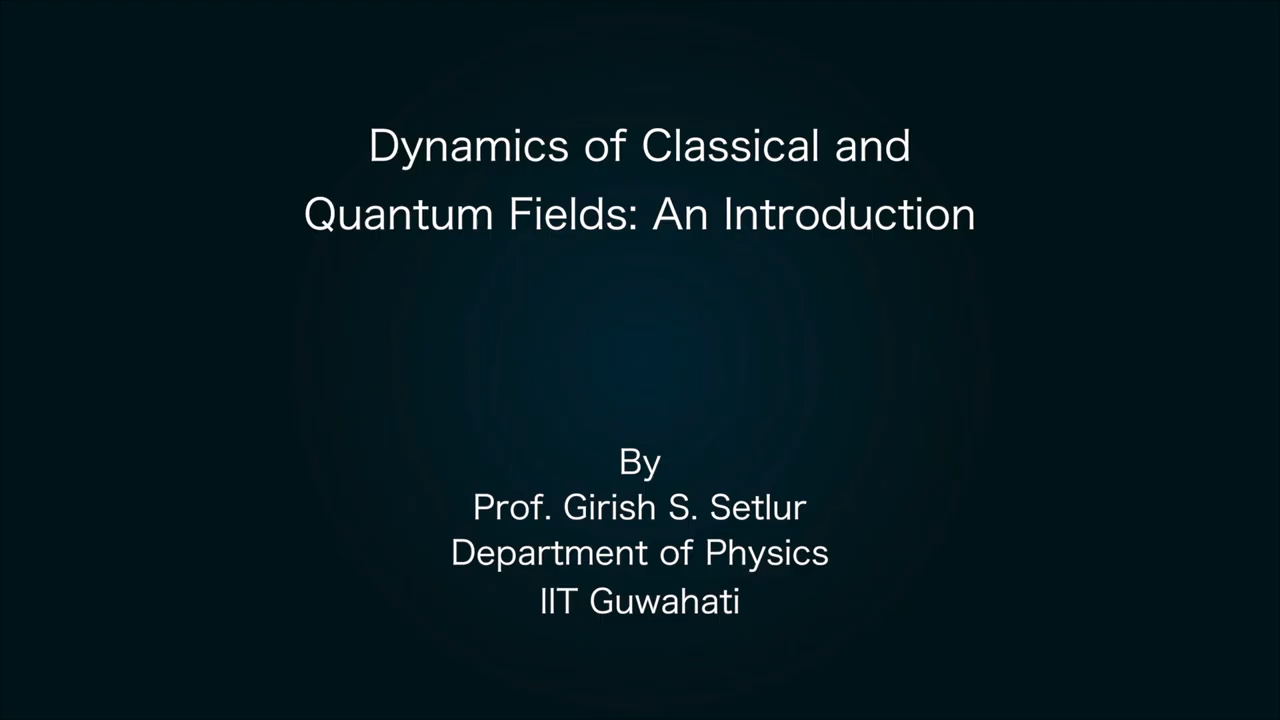 Dynamics of Classical and
Quantum Fields: An Introduction
By
Prof. Girish S. Setlur
Department of Physics
IIT Guwahati